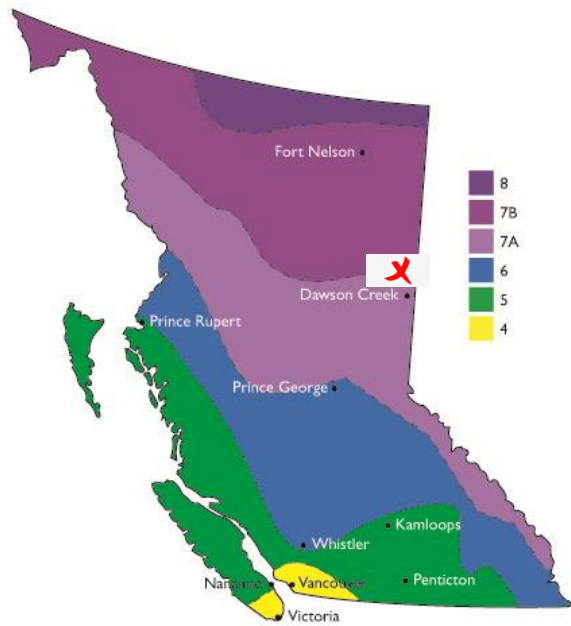 Fort Nelson
8
7B
7A
6
5
4
Dawson Creek
Prince Rupert
Prince George
Kamloops
Whistler
Nanaimo
Vancouver
Penticton
Victoria